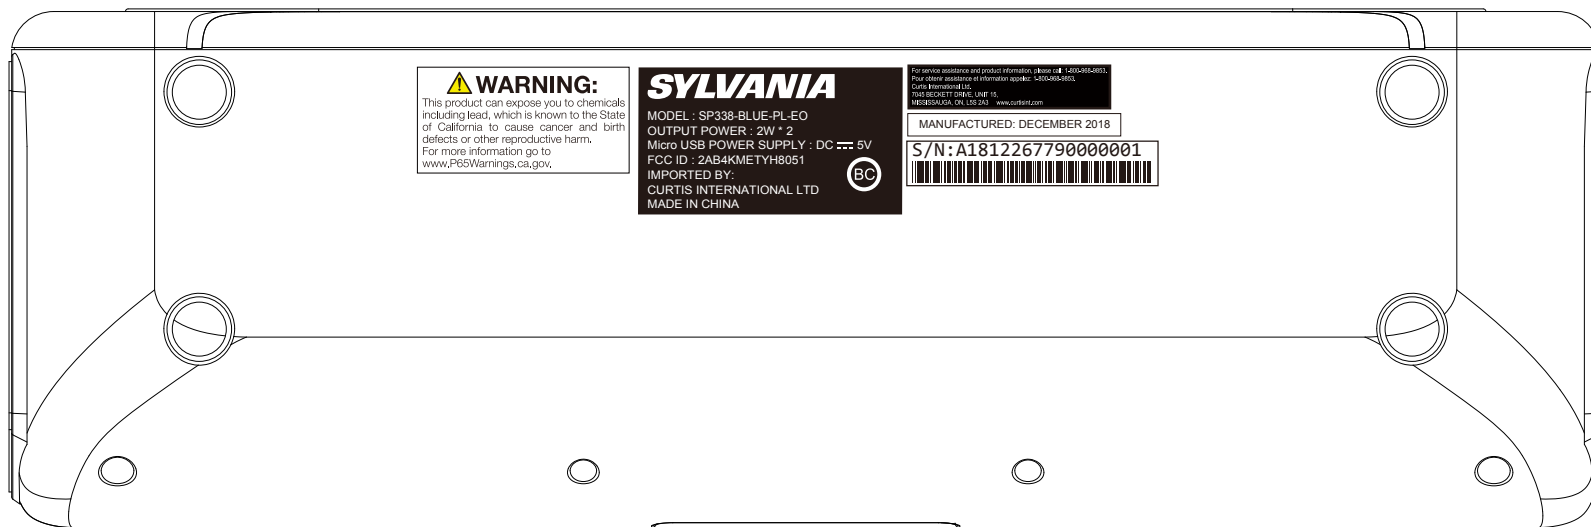 WARNING:
This product can expose you to chemicals
including lead, which is known to the State
of California to cause cancer and birth
defects or other reproductive harm.
For more information go to
www.P65Warnings.ca.gov.
SYLVANIA
MODEL : SP338-BLUE-PL-EO
OUTPUT POWER : 2W * 2
Micro USB POWER SUPPLY : DC 5V
FCC ID : 2AB4KMETYH8051
IMPORTED BY:
CURTIS INTERNATIONAL LTD
MADE IN CHINA
BC
For service assistance and product information, please call: 1-800-968-9853.
Pour obtenir assistance et information appelez: 1-800-968-9853.
Curtis International Ltd.
7045 BECKETT DRIVE, UNIT 15,
MISSISSAUGA, ON, L5S 2A3 www.curtisint.com
MANUFACTURED: DECEMBER 2018
S/N:A1812267790000001